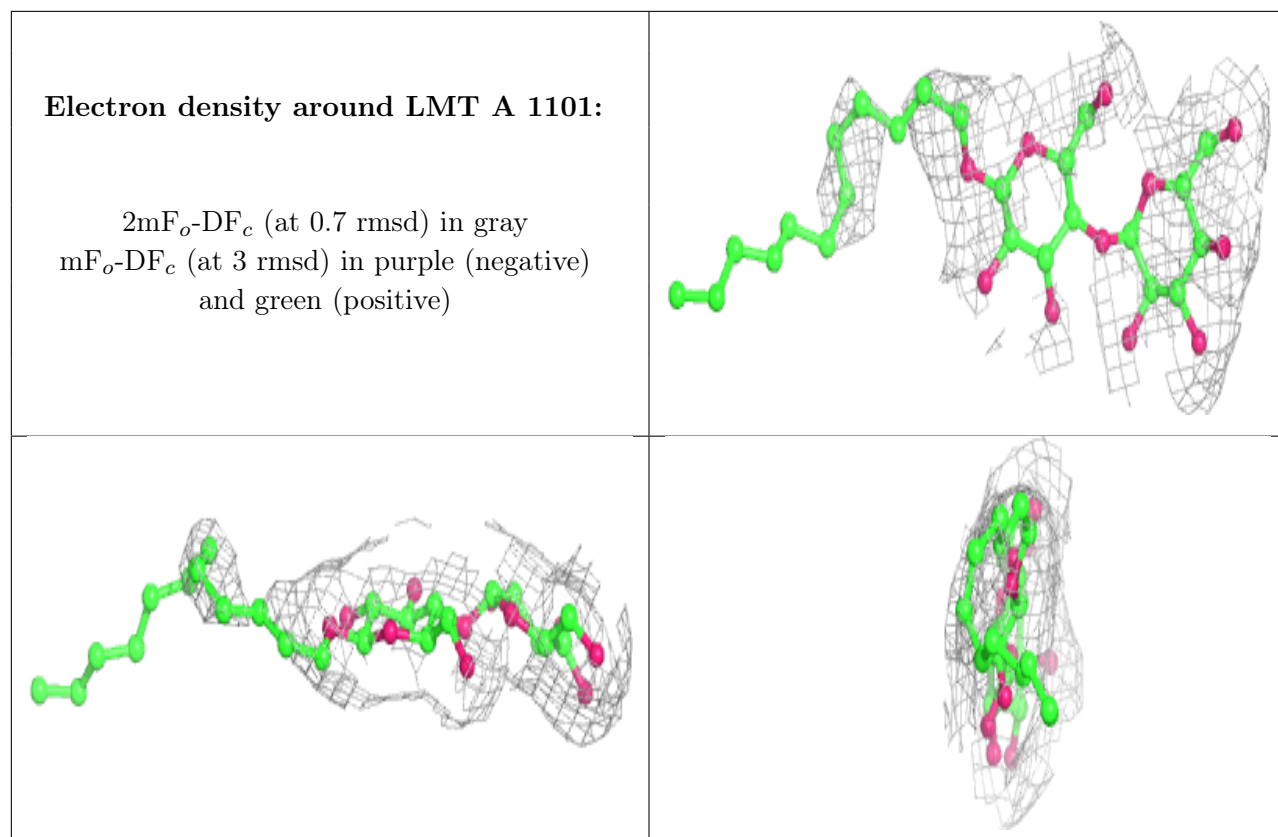 Electron density around LMT A 1101:
2mFₒ-DF𝒸 (at 0.7 rmsd) in gray
mFₒ-DF𝒸 (at 3 rmsd) in purple (negative)
and green (positive)